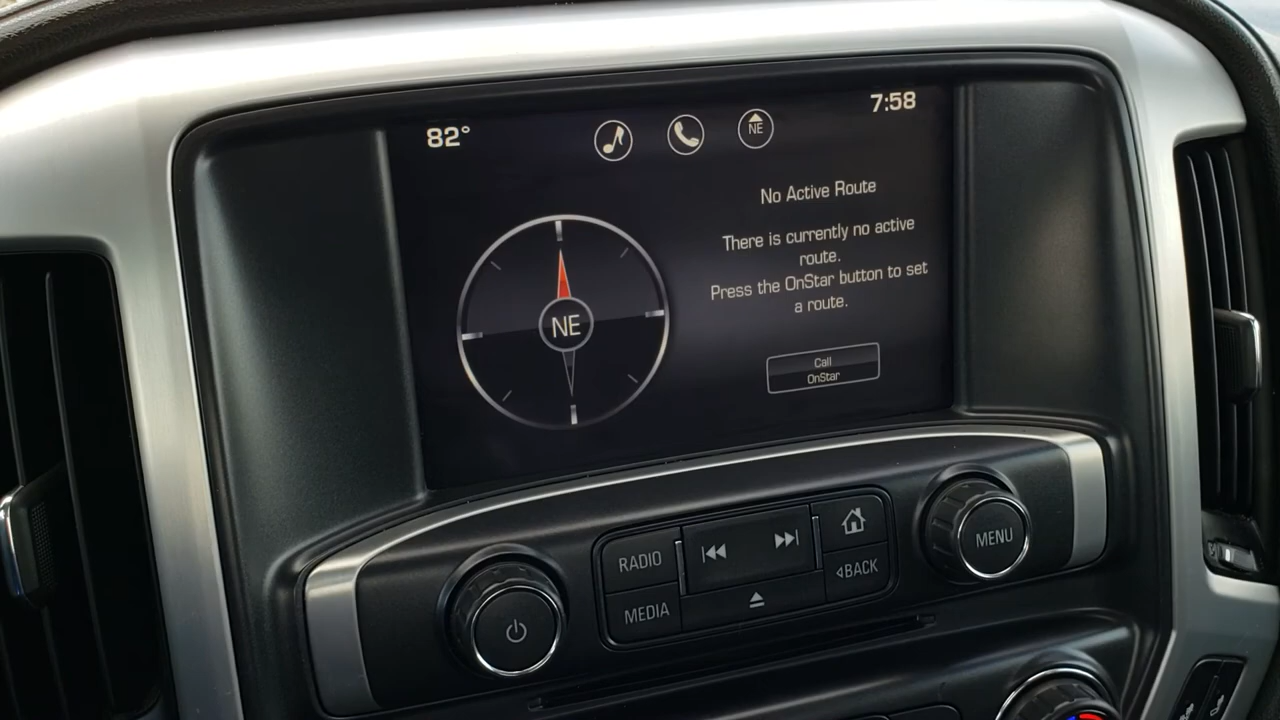 82°
NE
7:58
No Active Route
There is currently no active
route.
Press the OnStar button to set
a route.
NE
Call
OnStar
RADIO
MEDIA
BACK
MENU